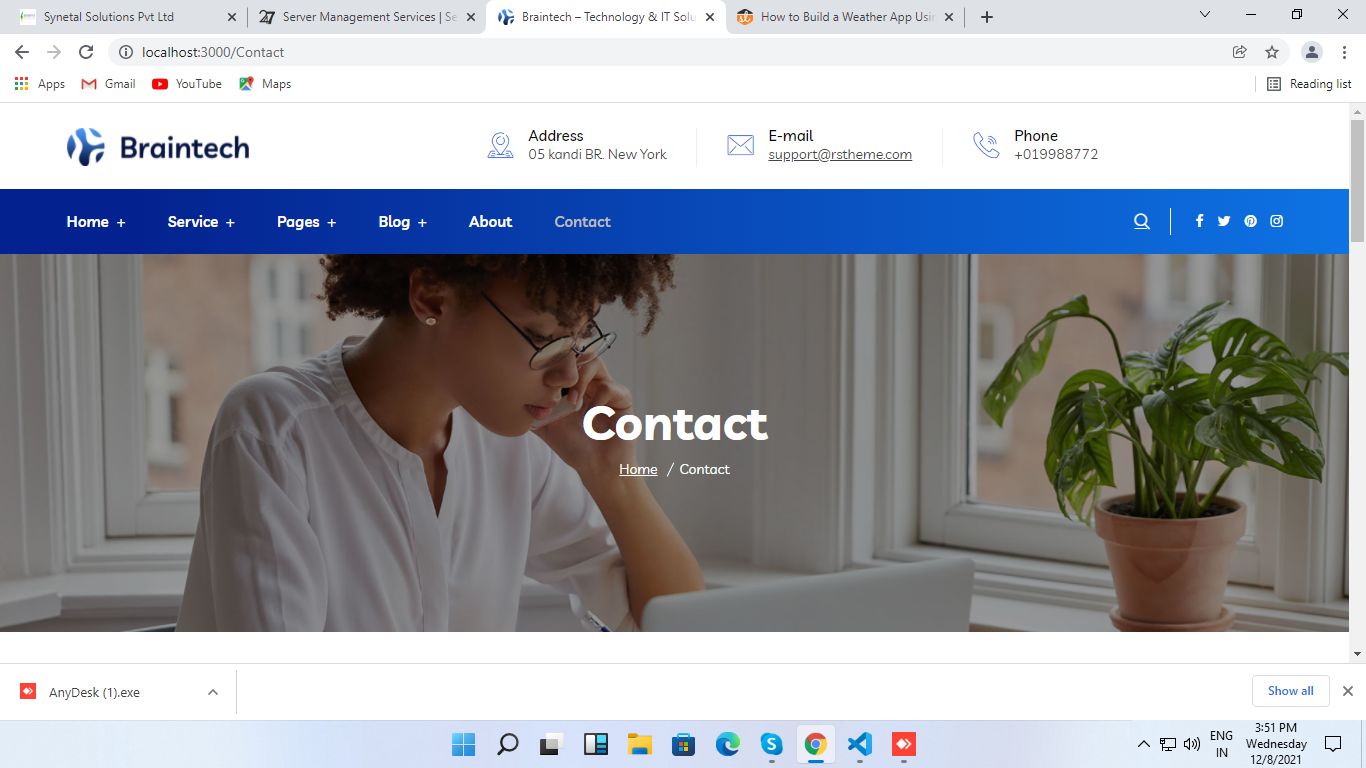 Synetal Solutions Pvt Ltd
Server Management Services | Se
Braintech – Technology & IT Solu
How to Build a Weather App Usin
localhost:3000/Contact
Apps
Gmail
YouTube
Maps
Reading list
Braintech
Address
05 kandi BR. New York
E-mail
support@rstheme.com
Phone
+019988772
Home +
Service +
Pages +
Blog +
About
Contact
Contact
Home / Contact
AnyDesk (1).exe
Show all
ENG
IN
3:51 PM
Wednesday
12/8/2021